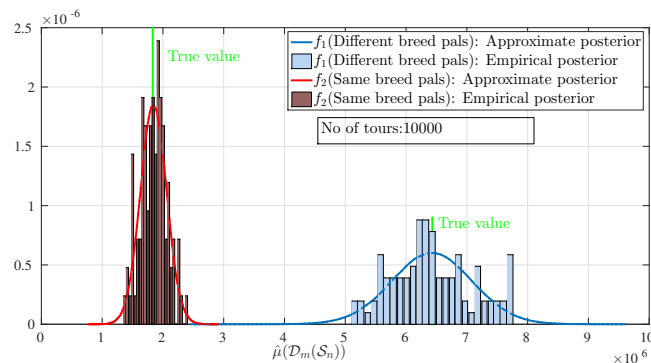 ×10 -6
2.5
2
1.5
1
0.5
0
True value
f1(Different breed pals): Approximate posterior
f1(Different breed pals): Empirical posterior
f2(Same breed pals): Approximate posterior
f2(Same breed pals): Empirical posterior
No of tours:10000
True value
0 1 2 3 4 5 6 7 8 9 10
μ̂(𝒟m(𝒮n))
×10 6